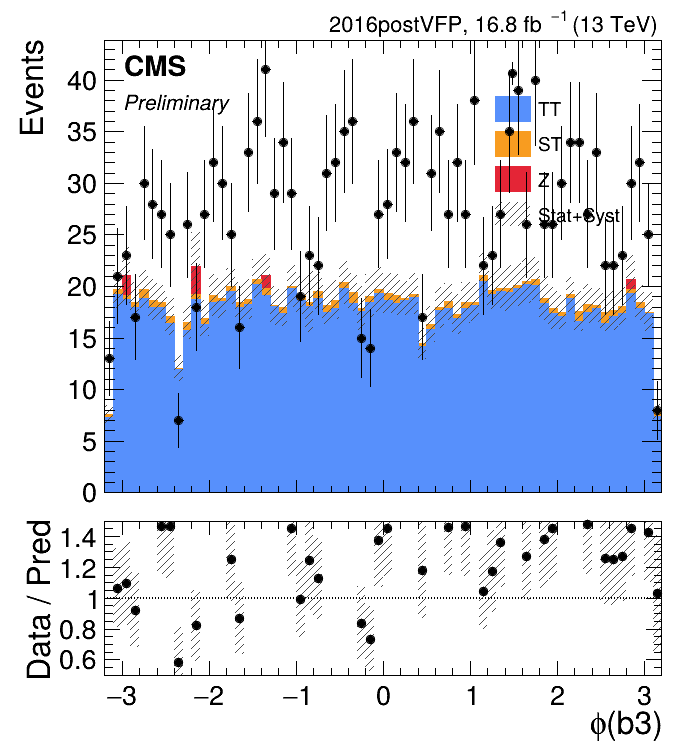 2016postVFP, 16.8 fb⁻¹ (13 TeV)
Events
CMS
Preliminary
TT
ST
Z
Stat+Syst
40
35
30
25
20
15
10
5
0
Data / Pred
1.4
1.2
1
0.8
0.6
−3 −2 −1 0 1 2 3
ϕ(b3)